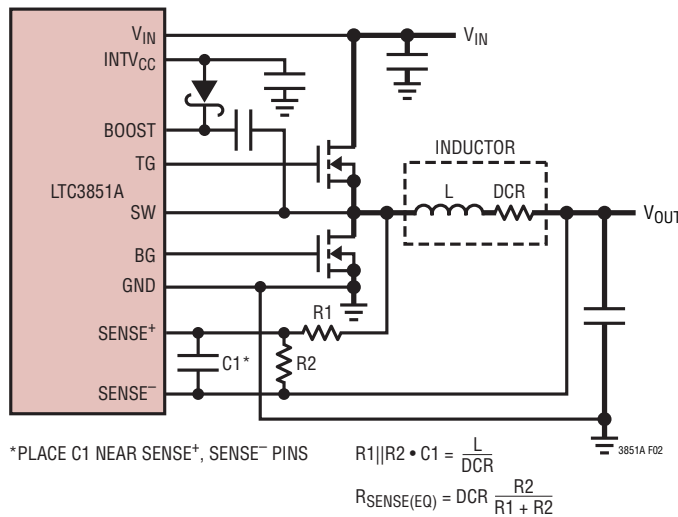 V_IN
INTV_CC
BOOST
TG
SW
BG
GND
SENSE⁺
SENSE⁻
LTC3851A
V_IN
INDUCTOR
L DCR
V_OUT
R1
C1*
R2
*PLACE C1 NEAR SENSE⁺, SENSE⁻ PINS
R1||R2 • C1 = L/DCR
R_SENSE(EQ) = DCR R2/(R1 + R2)
3851A F02